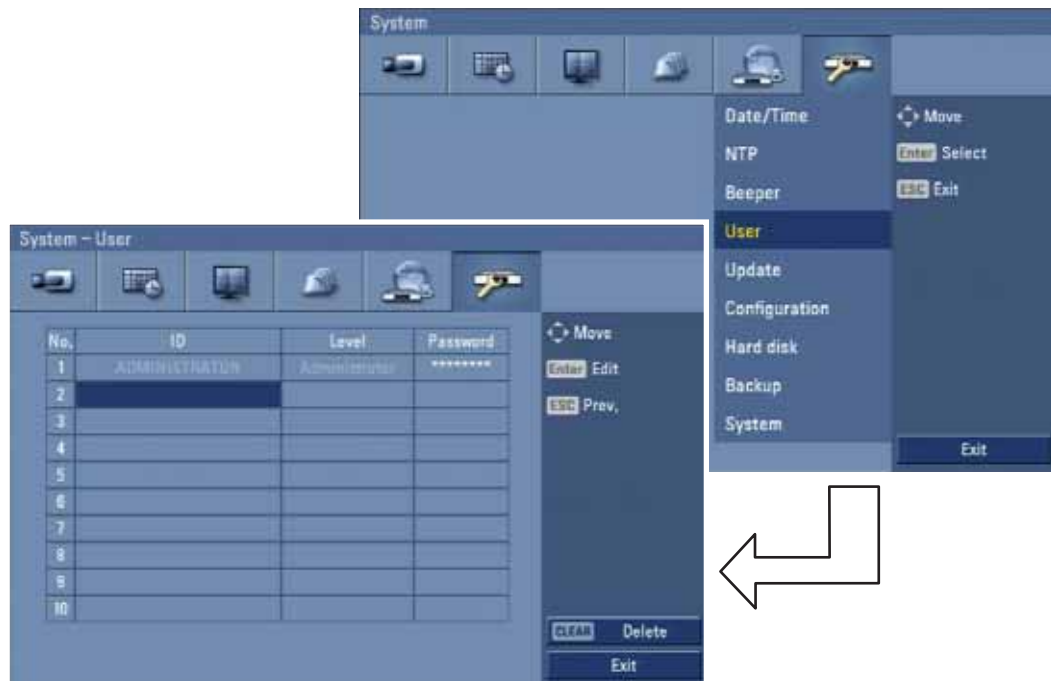 System
Date/Time
NTP
Beeper
User
Update
Configuration
Hard disk
Backup
System
Move
Enter Select
ESC Exit
Exit
System - User
No. ID Level Password
1 ADMINISTRATOR Administrator ********
2
3
4
5
6
7
8
9
10
Move
Enter Edit
ESC Prev.
CLEAR Delete
Exit